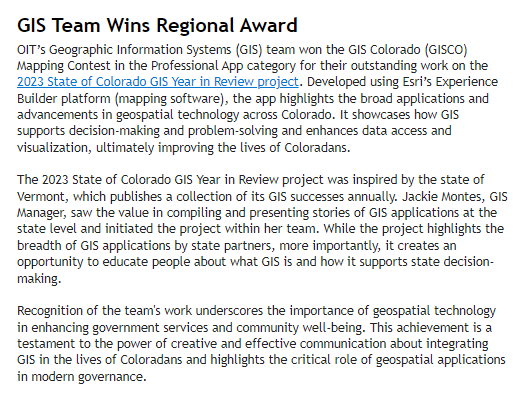 GIS Team Wins Regional Award
OIT's Geographic Information Systems (GIS) team won the GIS Colorado (GISCO)
Mapping Contest in the Professional App category for their outstanding work on the
2023 State of Colorado GIS Year in Review project. Developed using Esri's Experience
Builder platform (mapping software), the app highlights the broad applications and
advancements in geospatial technology across Colorado. It showcases how GIS
supports decision-making and problem-solving and enhances data access and
visualization, ultimately improving the lives of Coloradans.
The 2023 State of Colorado GIS Year in Review project was inspired by the state of
Vermont, which publishes a collection of its GIS successes annually. Jackie Montes, GIS
Manager, saw the value in compiling and presenting stories of GIS applications at the
state level and initiated the project within her team. While the project highlights the
breadth of GIS applications by state partners, more importantly, it creates an
opportunity to educate people about what GIS is and how it supports state decision-
making.
Recognition of the team's work underscores the importance of geospatial technology
in enhancing government services and community well-being. This achievement is a
testament to the power of creative and effective communication about integrating
GIS in the lives of Coloradans and highlights the critical role of geospatial applications
in modern governance.